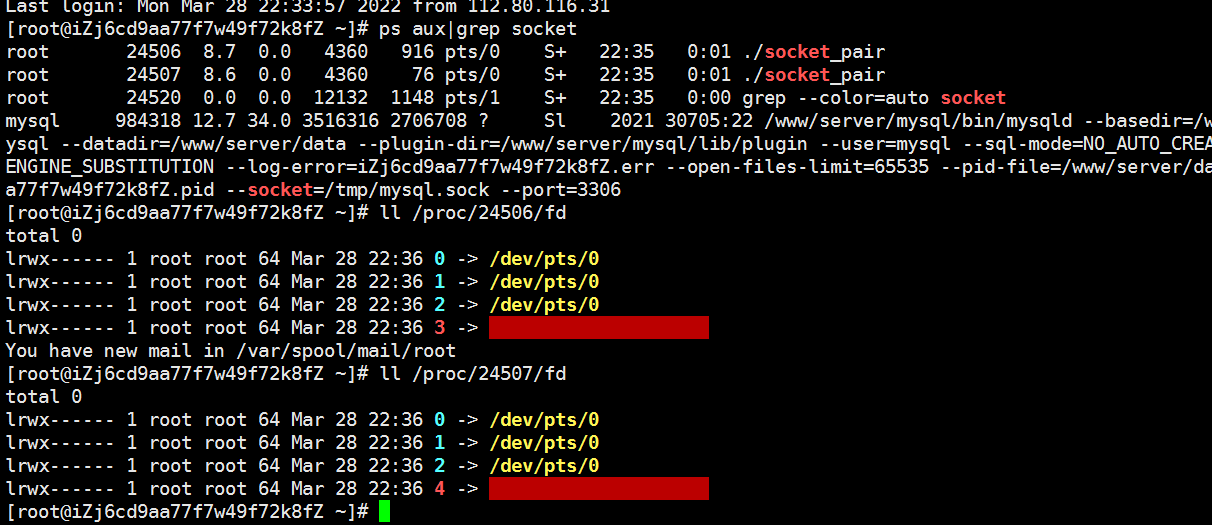 Last login: Mon Mar 28 22:33:57 2022 from 112.80.116.31
[root@iZj6cd9aa77f7w49f72k8fZ ~]# ps aux|grep socket
root       24506  8.7  0.0   4360   916 pts/0    S+   22:35   0:01 ./socket_pair
root       24507  8.6  0.0   4360    76 pts/0    S+   22:35   0:01 ./socket_pair
root       24520  0.0  0.0  12132  1148 pts/1    S+   22:35   0:00 grep --color=auto socket
mysql     984318 12.7 34.0 3516316 2706708 ?     Sl    2021 30705:22 /www/server/mysql/bin/mysqld --basedir=/w
ysql --datadir=/www/server/data --plugin-dir=/www/server/mysql/lib/plugin --user=mysql --sql-mode=NO_AUTO_CREA
ENGINE_SUBSTITUTION --log-error=iZj6cd9aa77f7w49f72k8fZ.err --open-files-limit=65535 --pid-file=/www/server/da
a77f7w49f72k8fZ.pid --socket=/tmp/mysql.sock --port=3306
[root@iZj6cd9aa77f7w49f72k8fZ ~]# ll /proc/24506/fd
total 0
lrwx------ 1 root root 64 Mar 28 22:36 0 -> /dev/pts/0
lrwx------ 1 root root 64 Mar 28 22:36 1 -> /dev/pts/0
lrwx------ 1 root root 64 Mar 28 22:36 2 -> /dev/pts/0
lrwx------ 1 root root 64 Mar 28 22:36 3 ->
You have new mail in /var/spool/mail/root
[root@iZj6cd9aa77f7w49f72k8fZ ~]# ll /proc/24507/fd
total 0
lrwx------ 1 root root 64 Mar 28 22:36 0 -> /dev/pts/0
lrwx------ 1 root root 64 Mar 28 22:36 1 -> /dev/pts/0
lrwx------ 1 root root 64 Mar 28 22:36 2 -> /dev/pts/0
lrwx------ 1 root root 64 Mar 28 22:36 4 ->
[root@iZj6cd9aa77f7w49f72k8fZ ~]#